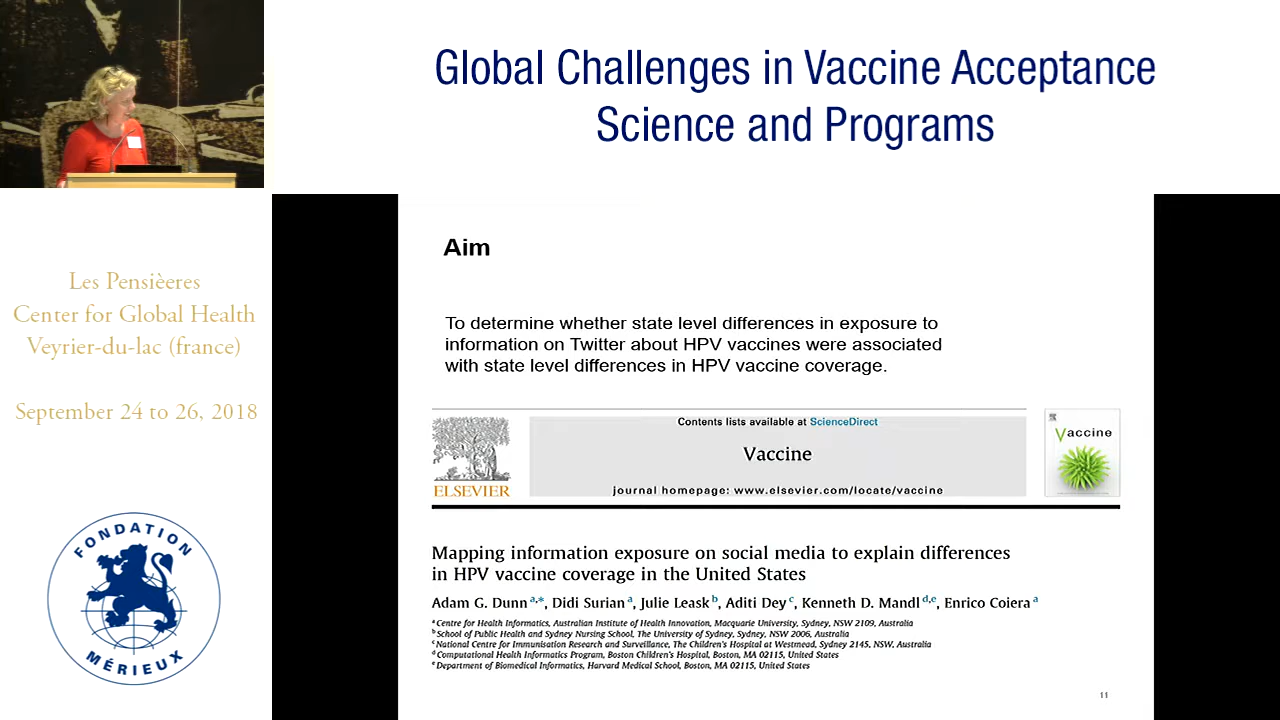 Global Challenges in Vaccine Acceptance
Science and Programs
Les Pensièeres
Center for Global Health
Veyrier-du-lac (france)
September 24 to 26, 2018
FONDATION
MÉRIEUX
Aim
To determine whether state level differences in exposure to
information on Twitter about HPV vaccines were associated
with state level differences in HPV vaccine coverage.
Contents lists available at ScienceDirect
Vaccine
journal homepage: www.elsevier.com/locate/vaccine
ELSEVIER
Vaccine
Mapping information exposure on social media to explain differences
in HPV vaccine coverage in the United States
Adam G. Dunn a,*, Didi Surian a, Julie Leask b, Aditi Dey c, Kenneth D. Mandl d,e, Enrico Coiera a
a Centre for Health Informatics, Australian Institute of Health Innovation, Macquarie University, Sydney, NSW 2109, Australia
b School of Public Health and Sydney Nursing School, The University of Sydney, Sydney, NSW 2006, Australia
c National Centre for Immunisation Research and Surveillance, The Children's Hospital at Westmead, Sydney 2145, NSW, Australia
d Computational Health Informatics Program, Boston Children's Hospital, Boston, MA 02115, United States
e Department of Biomedical Informatics, Harvard Medical School, Boston, MA 02115, United States
11